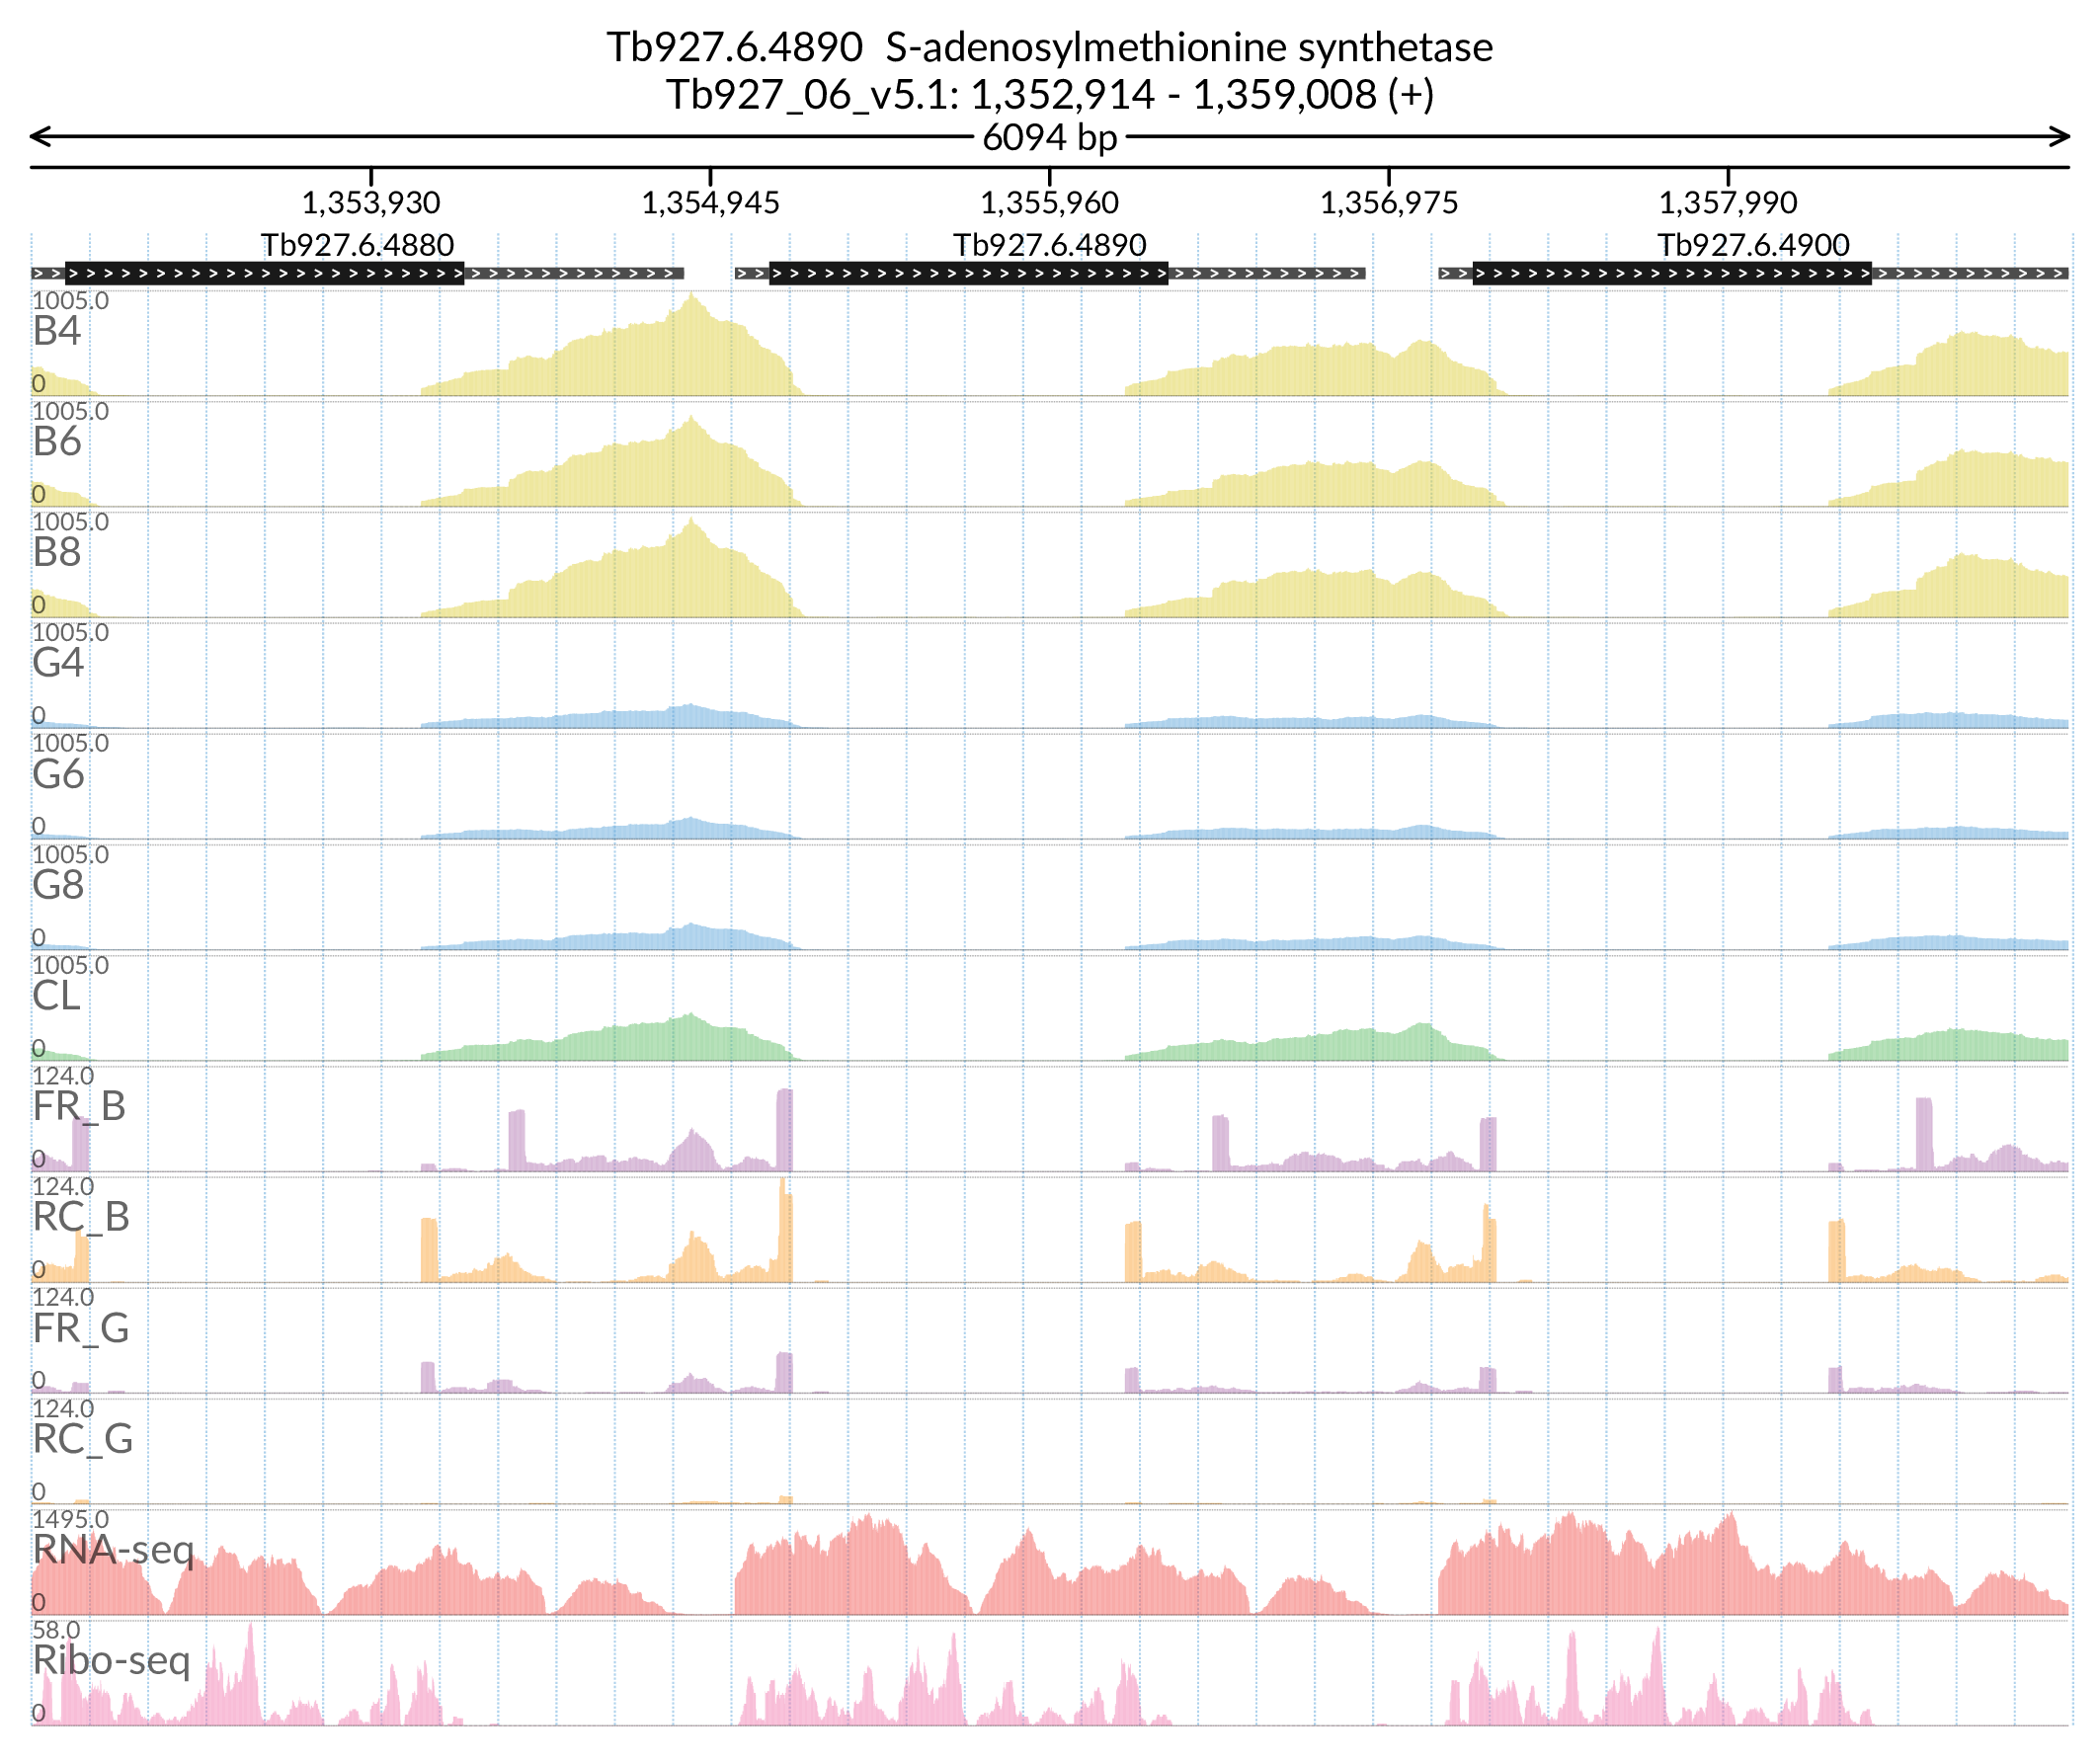 Tb927.6.4890  S-adenosylmethionine synthetase
Tb927_06_v5.1: 1,352,914 - 1,359,008 (+)
6094 bp
1,353,930 1,354,945 1,355,960 1,356,975 1,357,990
Tb927.6.4880 Tb927.6.4890 Tb927.6.4900
1005.0
B4
0
1005.0
B6
0
1005.0
B8
0
1005.0
G4
0
1005.0
G6
0
1005.0
G8
0
1005.0
CL
0
124.0
FR_B
0
124.0
RC_B
0
124.0
FR_G
0
124.0
RC_G
0
1495.0
RNA-seq
0
58.0
Ribo-seq
0